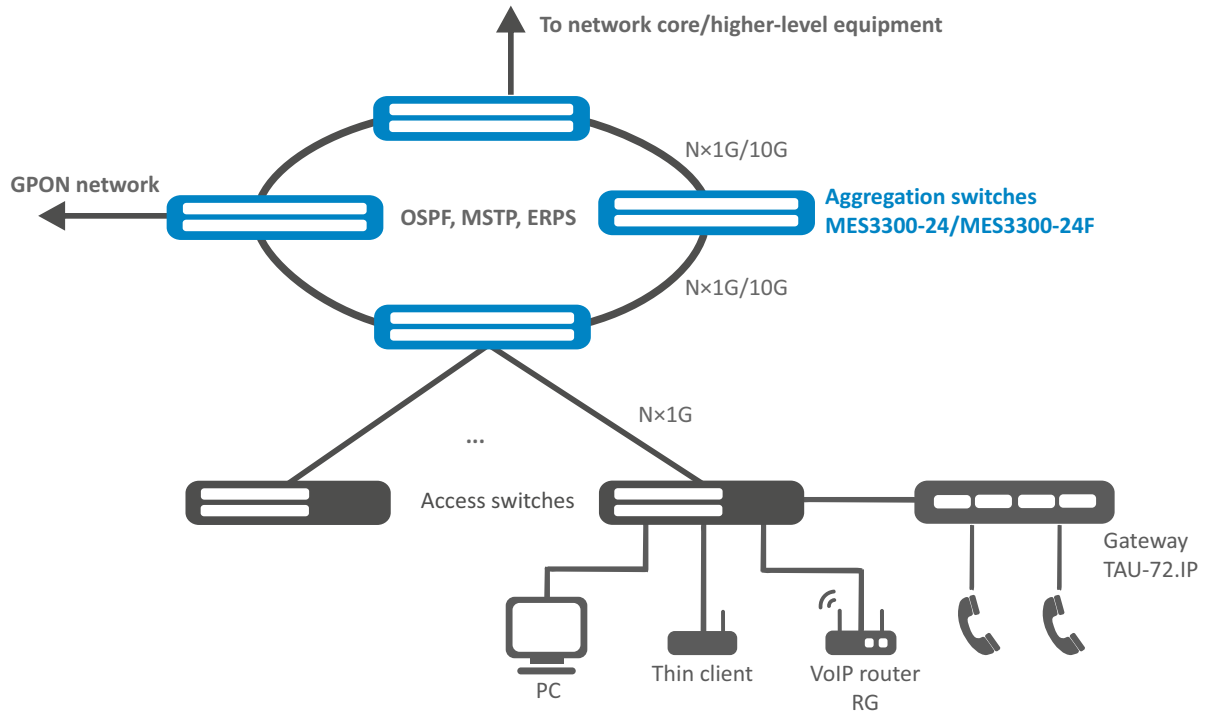 To network core/higher-level equipment
N×1G/10G
GPON network
OSPF, MSTP, ERPS
Aggregation switches
MES3300-24/MES3300-24F
N×1G/10G
N×1G
...
Access switches
Gateway
TAU-72.IP
PC
Thin client
VoIP router
RG